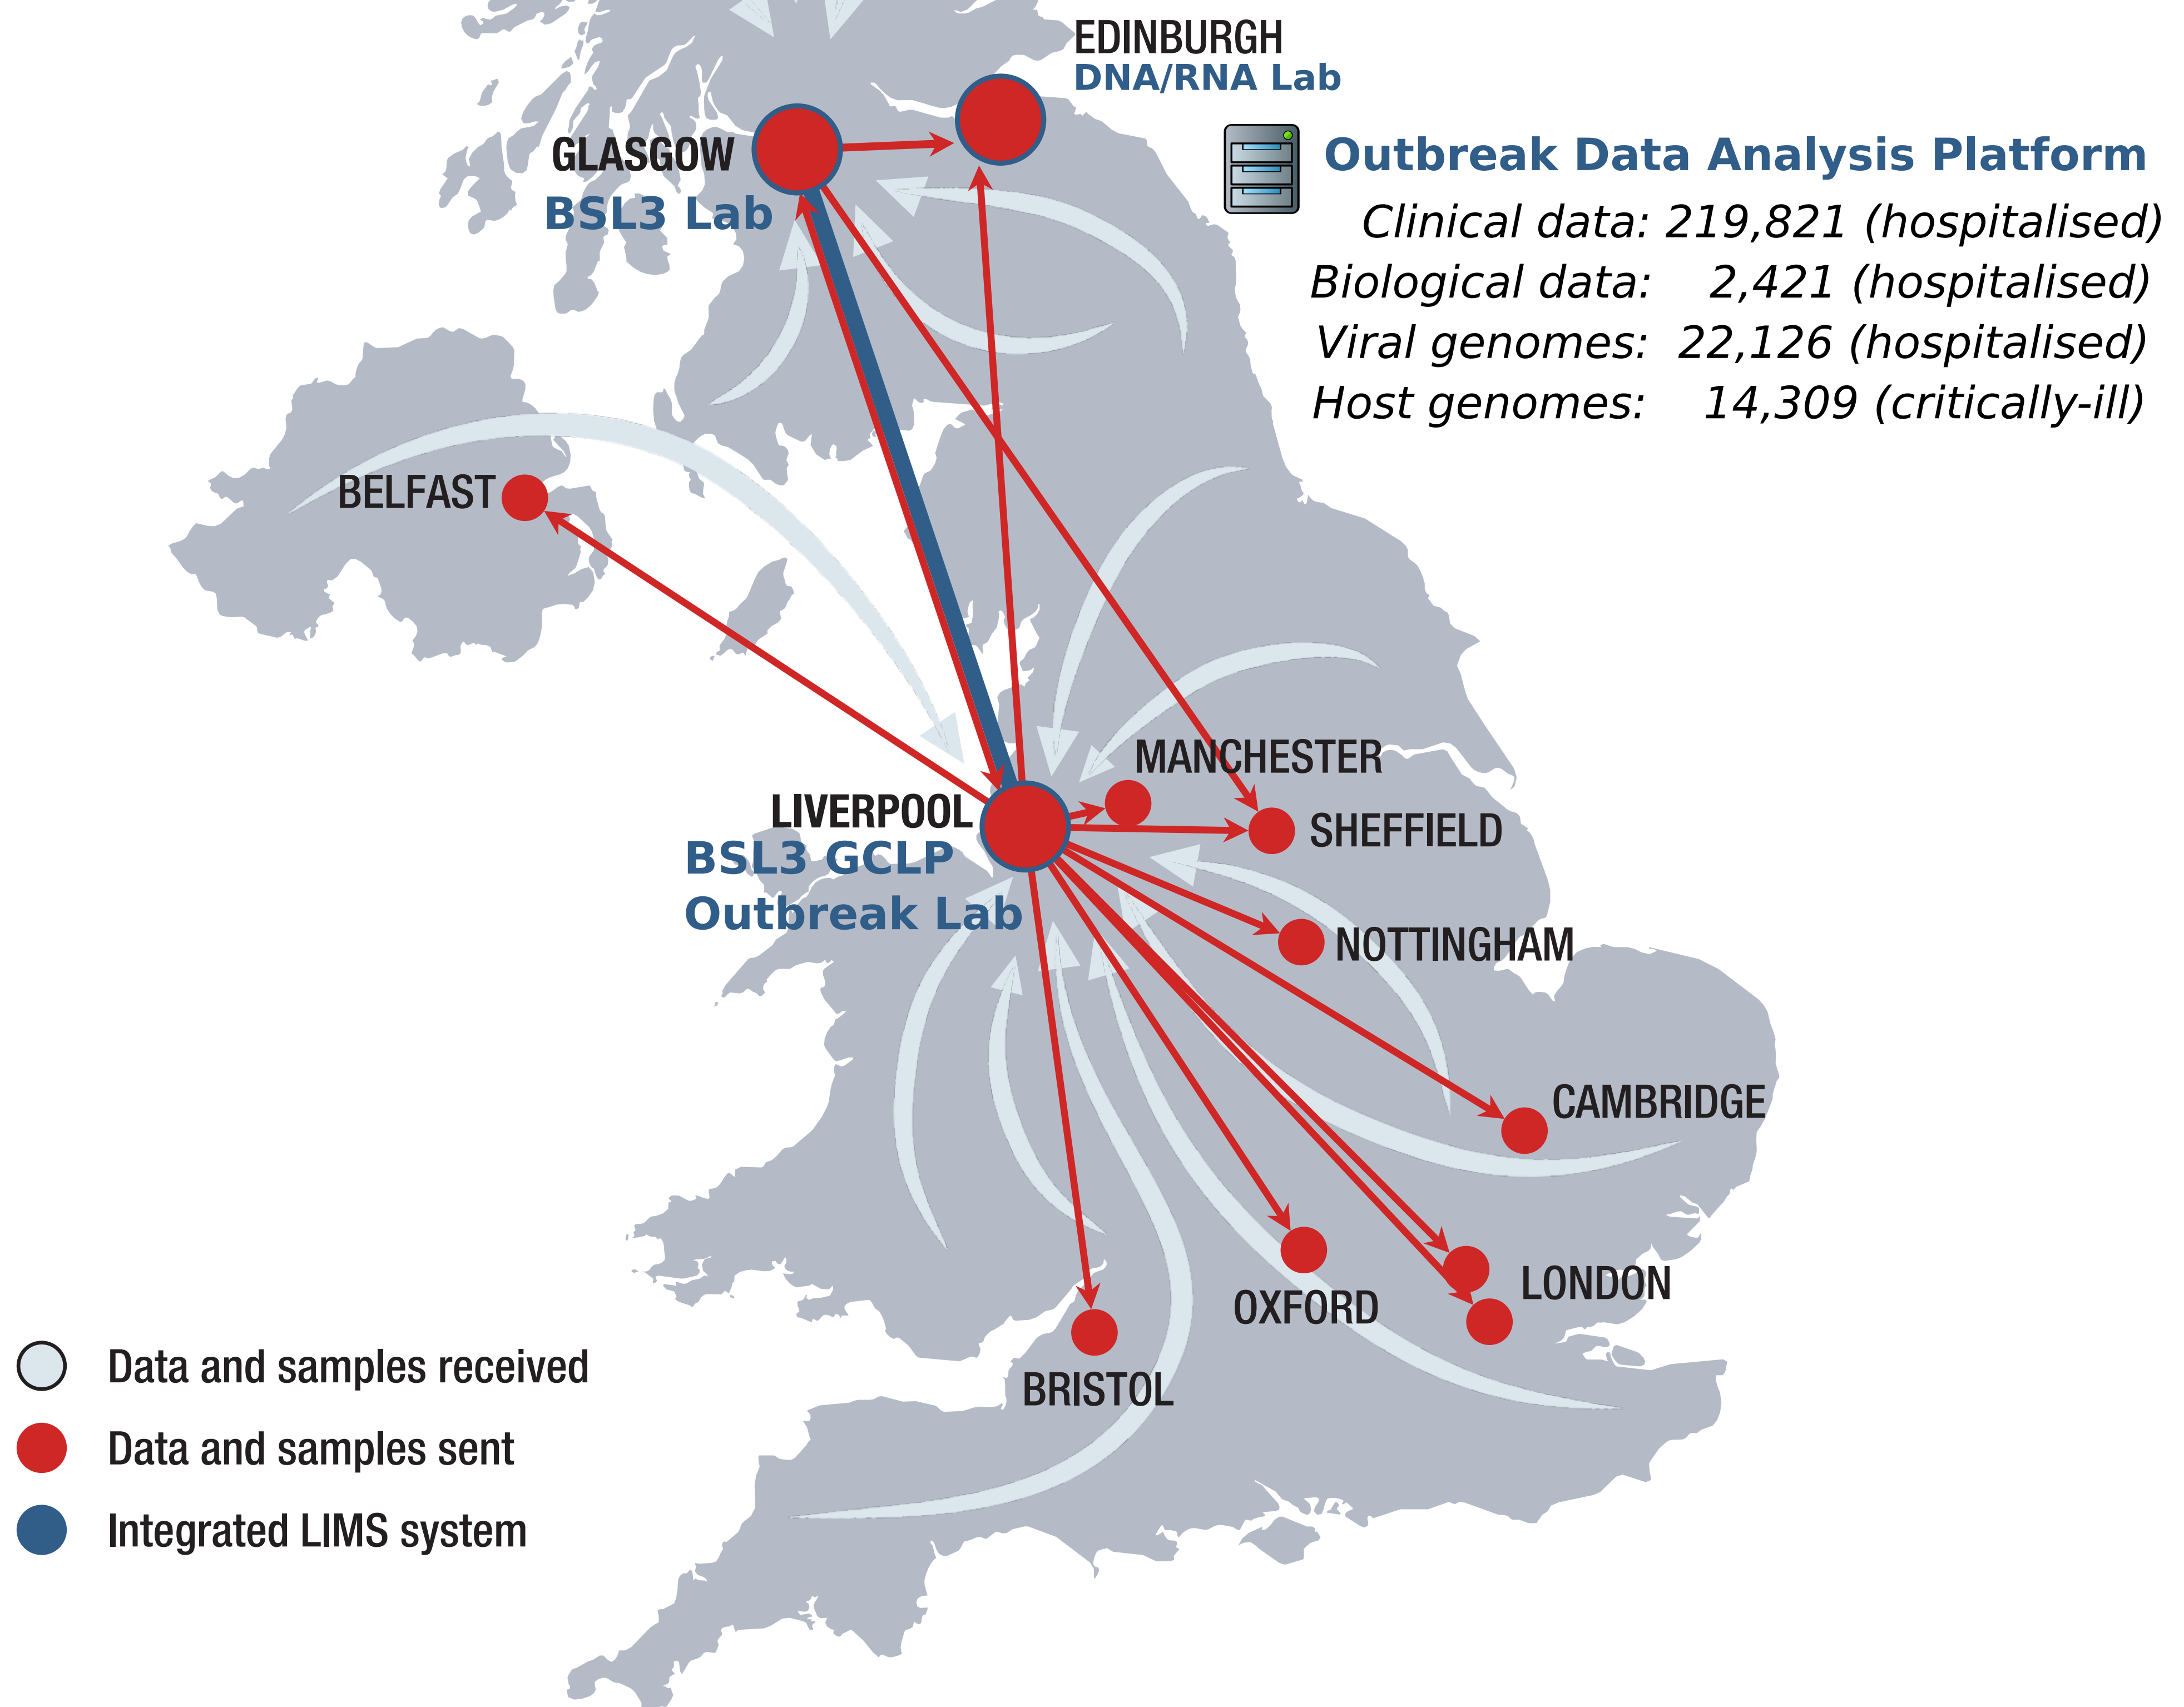 EDINBURGH
DNA/RNA Lab
GLASGOW
BSL3 Lab
Outbreak Data Analysis Platform
Clinical data: 219,821 (hospitalised)
Biological data: 2,421 (hospitalised)
Viral genomes: 22,126 (hospitalised)
Host genomes: 14,309 (critically-ill)
BELFAST
MANCHESTER
LIVERPOOL
BSL3 GCLP
Outbreak Lab
SHEFFIELD
NOTTINGHAM
CAMBRIDGE
LONDON
OXFORD
BRISTOL
Data and samples received
Data and samples sent
Integrated LIMS system